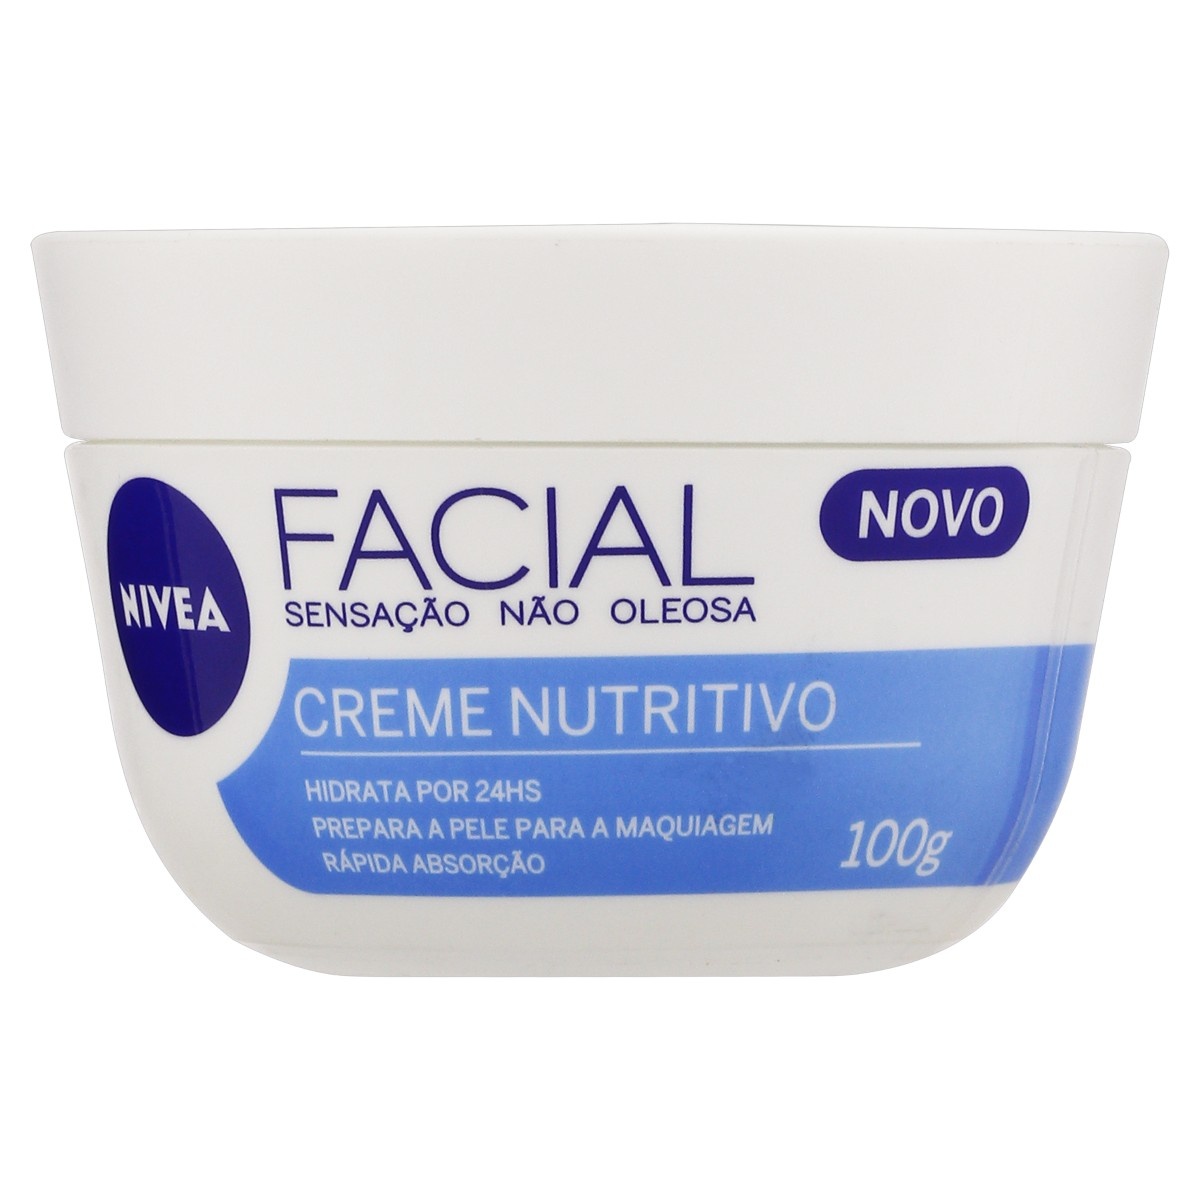 NIVEA
FACIAL
NOVO
SENSAÇÃO NÃO OLEOSA
CREME NUTRITIVO
HIDRATA POR 24HS
PREPARA A PELE PARA A MAQUIAGEM
RÁPIDA ABSORÇÃO
100g